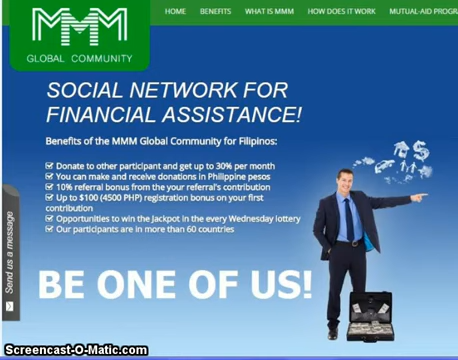 HOME BENEFITS WHAT IS MMM HOW DOES IT WORK MUTUAL-AID PROGR
MMM
GLOBAL COMMUNITY
SOCIAL NETWORK FOR
FINANCIAL ASSISTANCE!
Benefits of the MMM Global Community for Filipinos:
Donate to other participant and get up to 30% per month
You can make and receive donations in Philippine pesos
10% referral bonus from the your referral's contribution
Up to $100 (4500 PHP) registration bonus on your first
contribution
Opportunities to win the Jackpot in the every Wednesday lottery
Our participants are in more than 60 countries
Send us a message
BE ONE OF US!
Screencast-O-Matic.com